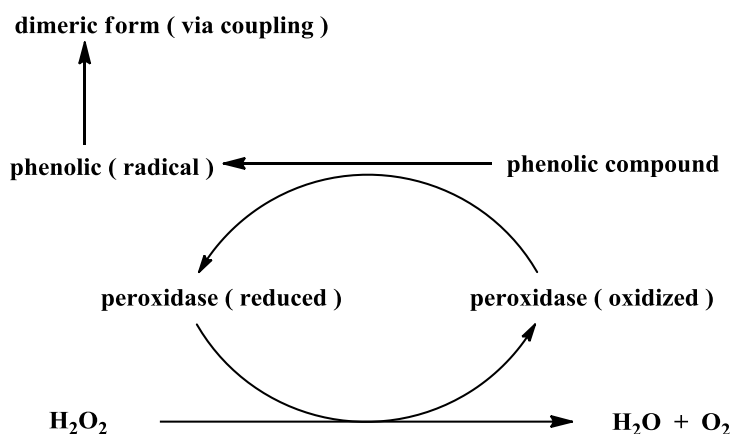 dimeric form ( via coupling )
phenolic ( radical )
phenolic compound
peroxidase ( reduced )
peroxidase ( oxidized )
H₂O₂
H₂O + O₂